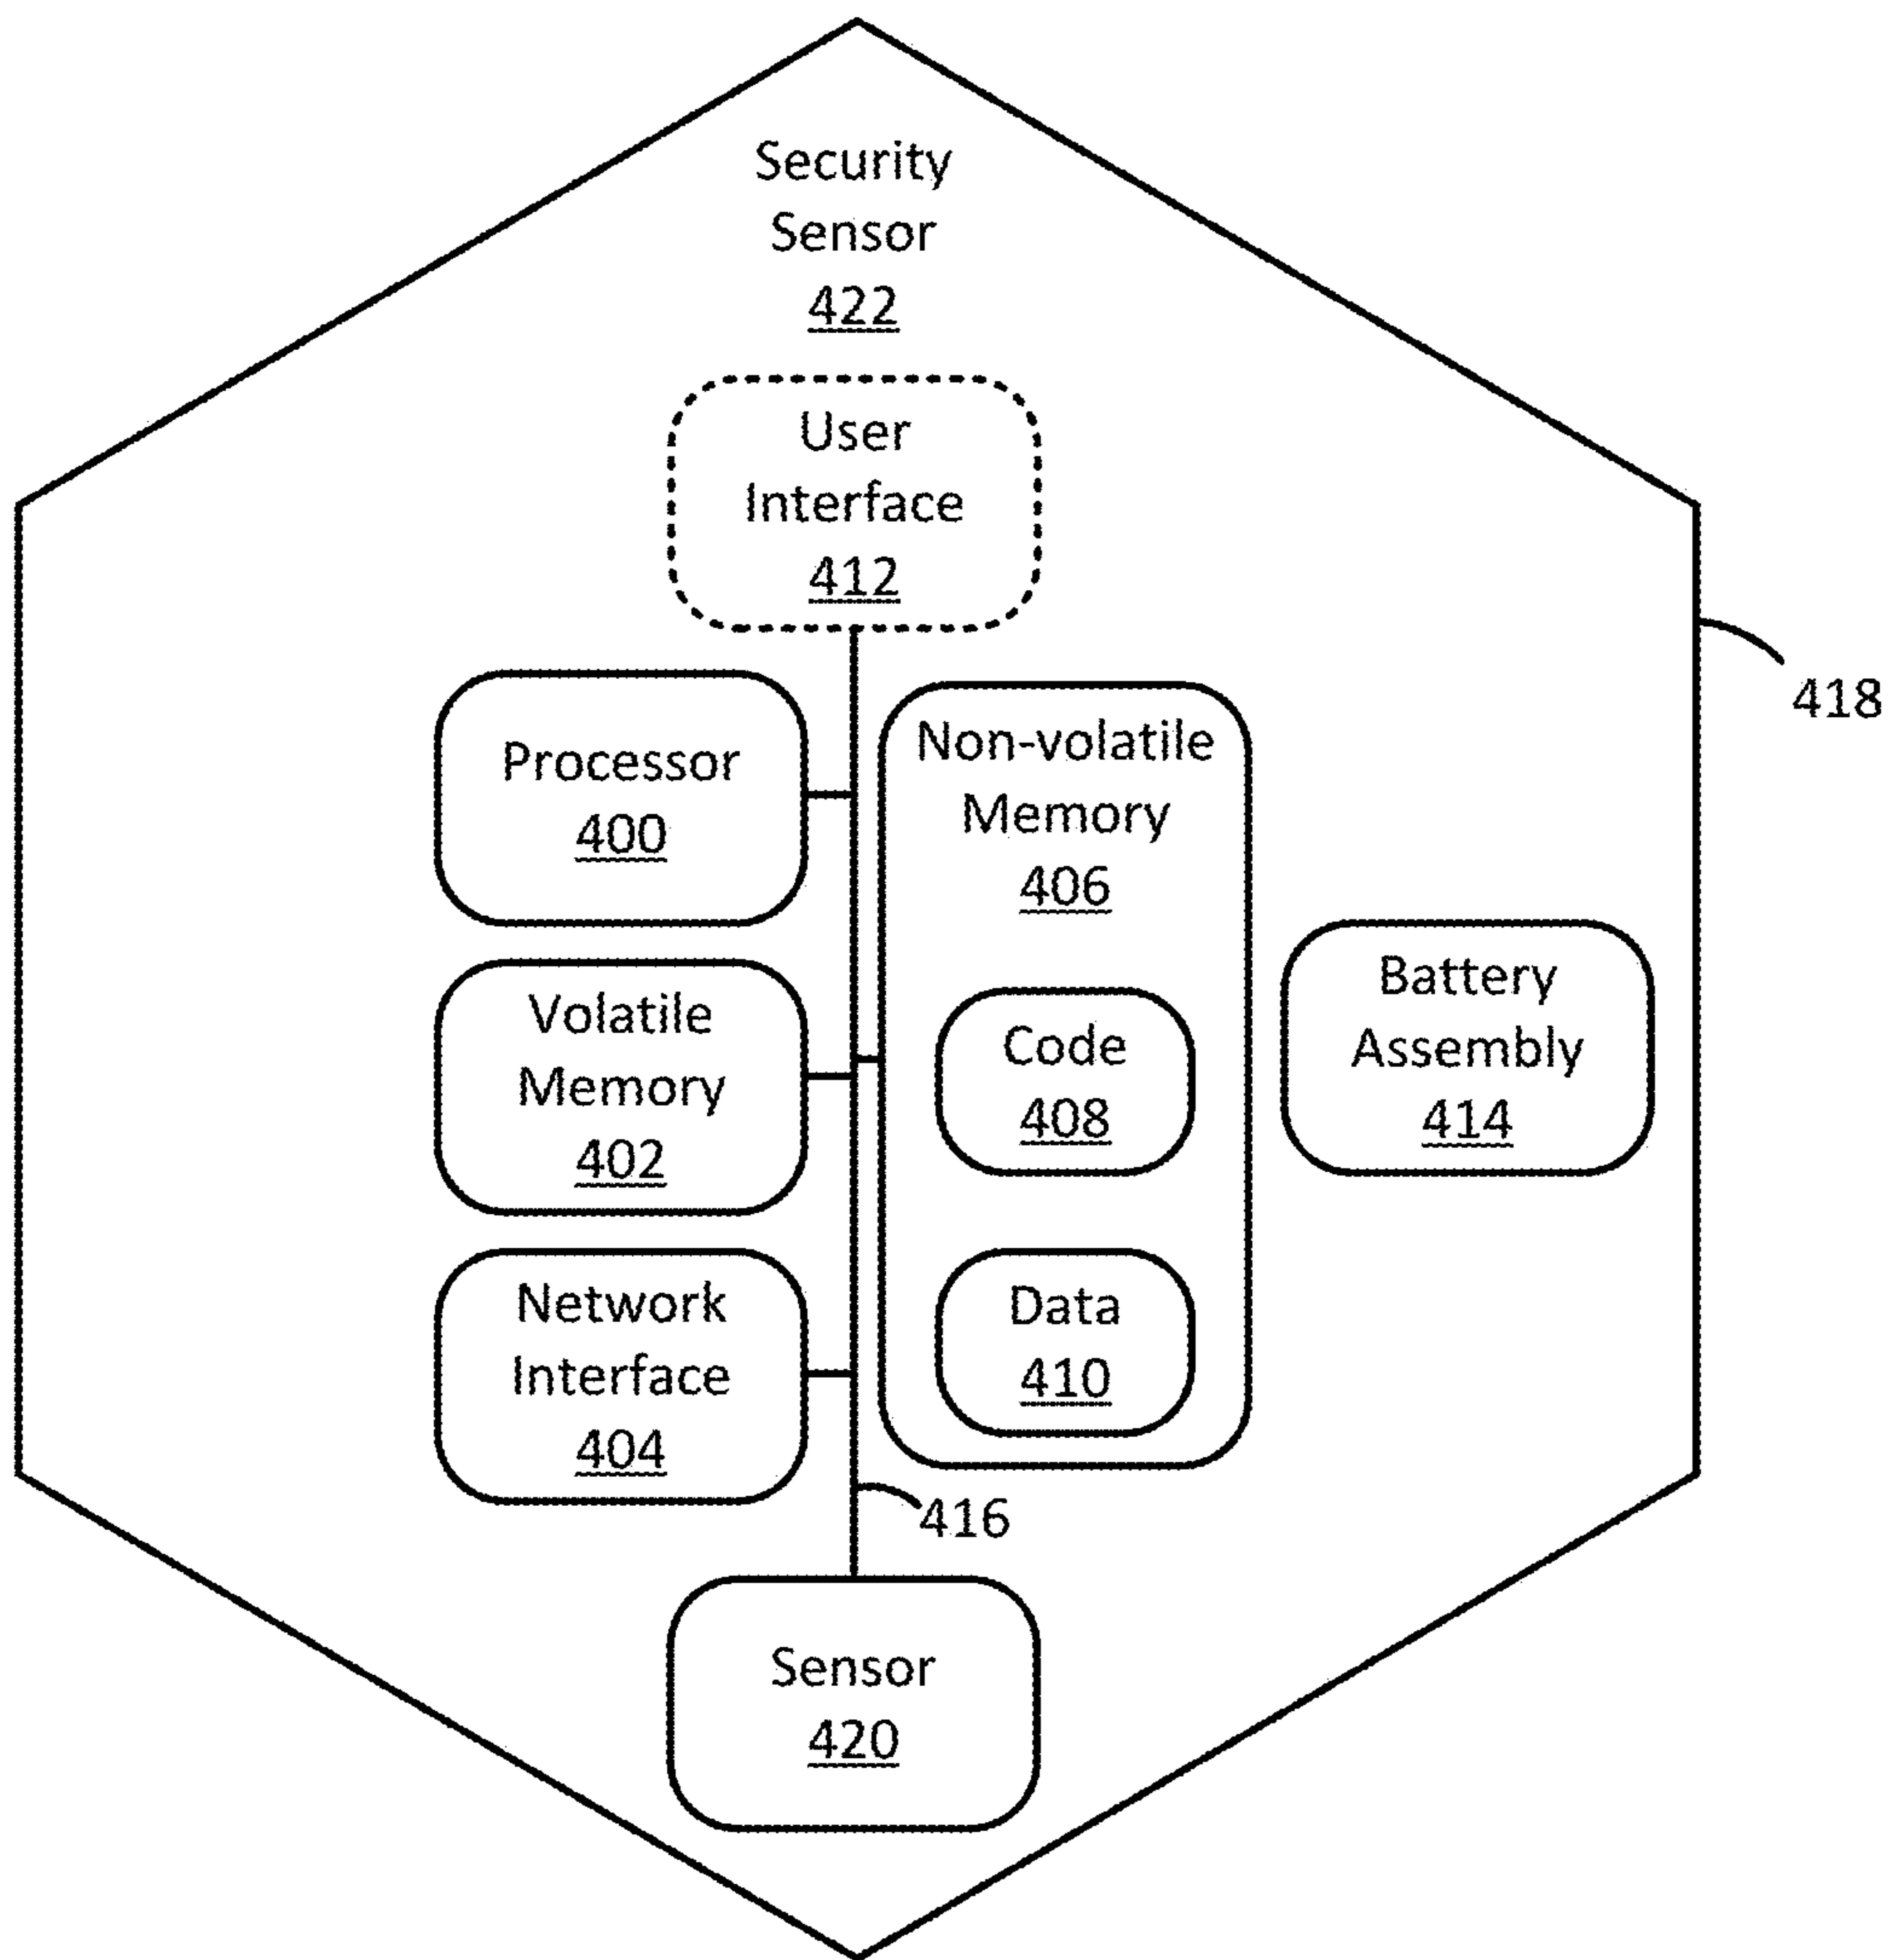 Security
Sensor
422
User
Interface
412
418
Processor
400
Non-volatile
Memory
406
Volatile
Memory
402
Code
408
Battery
Assembly
414
Network
Interface
404
Data
410
416
Sensor
420